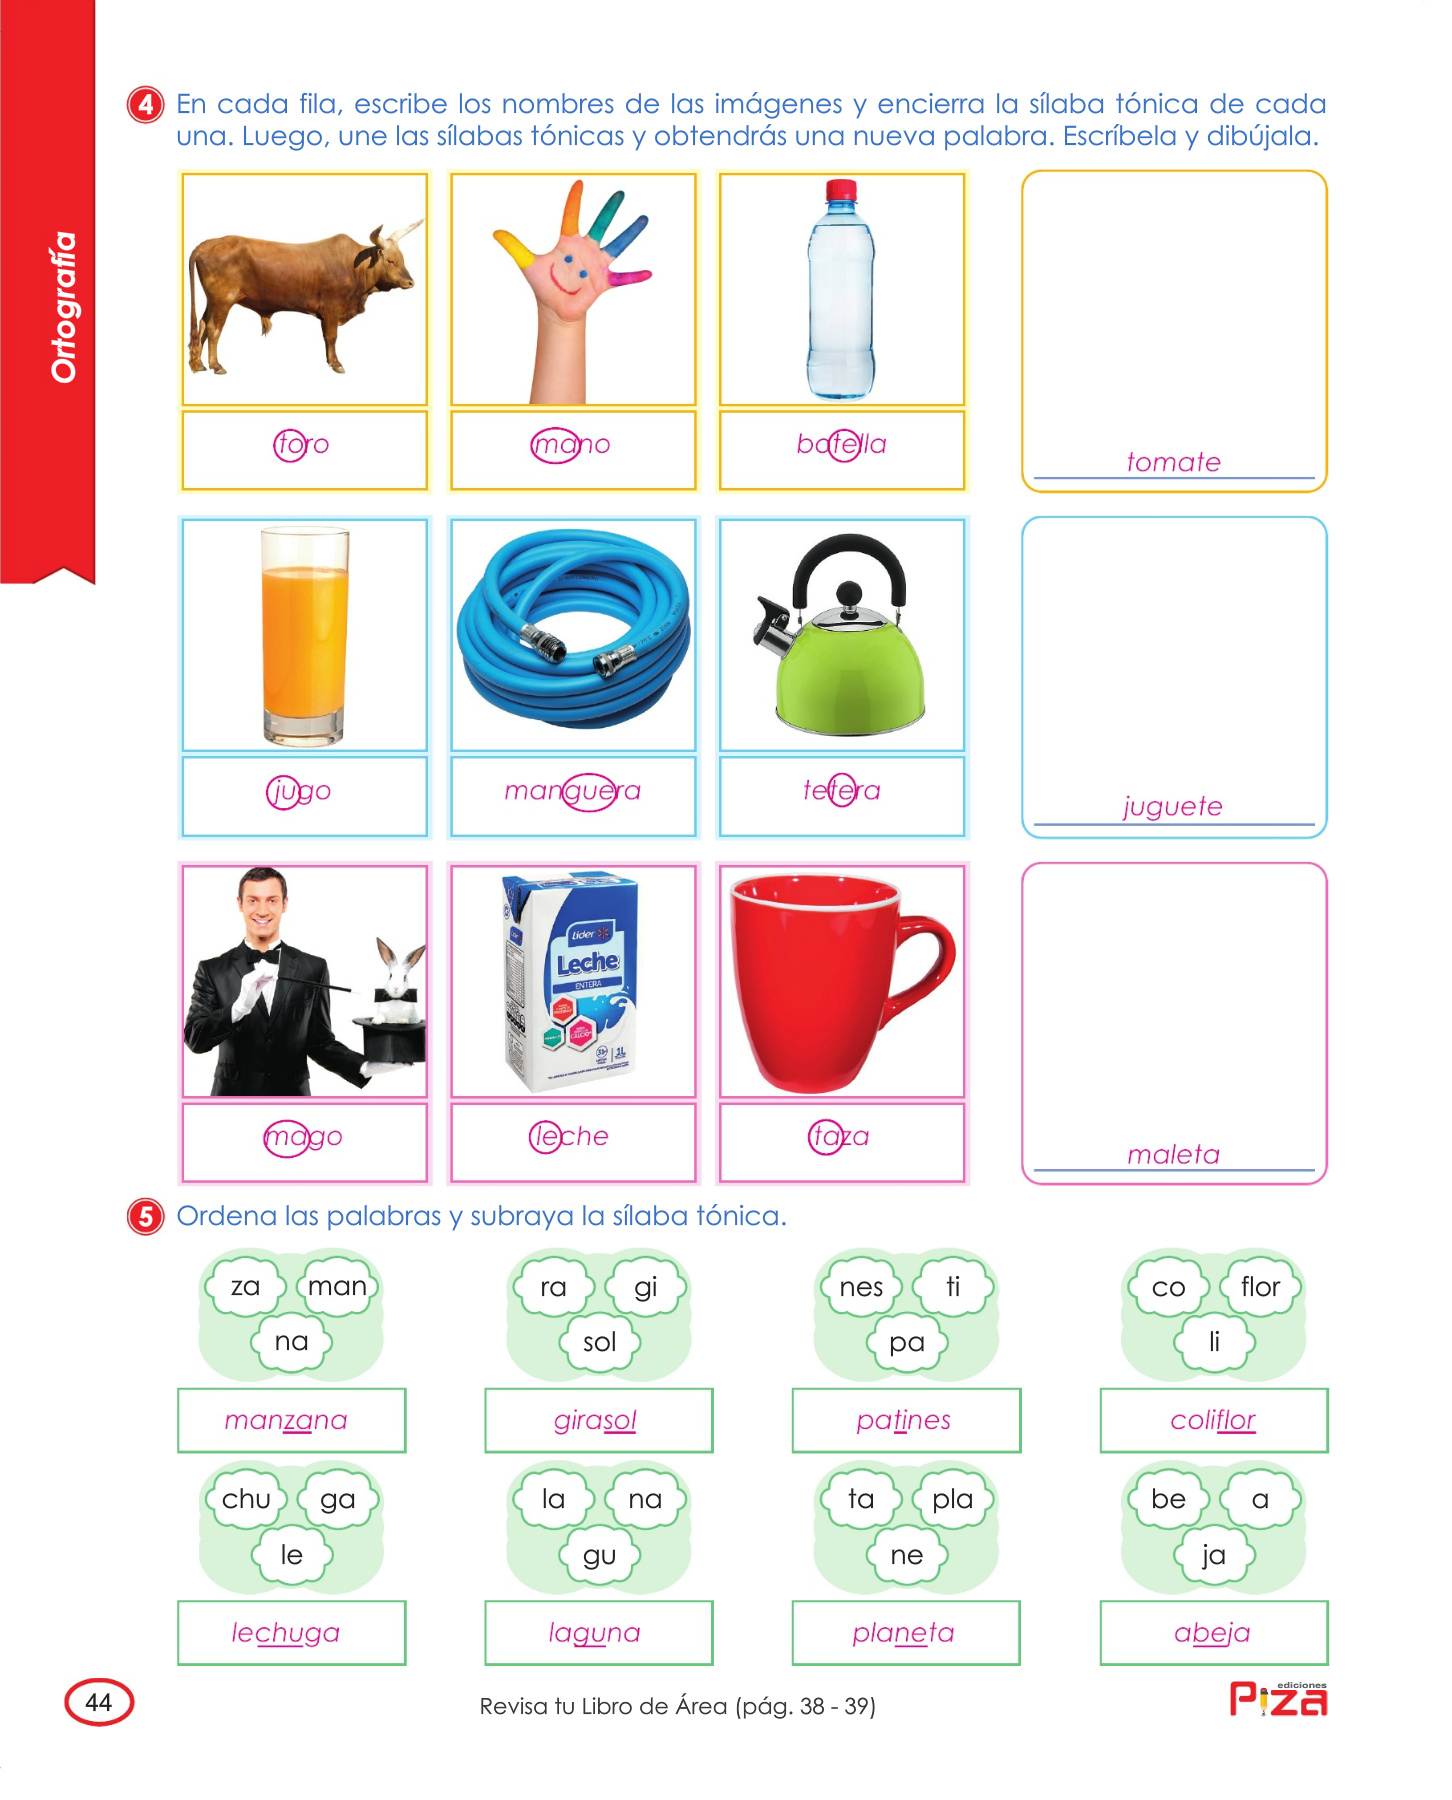 Ortografía
4 En cada fila, escribe los nombres de las imágenes y encierra la sílaba tónica de cada
una. Luego, une las sílabas tónicas y obtendrás una nueva palabra. Escríbela y dibújala.
toro mano botella tomate
jugo manguera tetera juguete
Lider
Leche
ENTERA
1L
mago leche taza maleta
5 Ordena las palabras y subraya la sílaba tónica.
za man ra gi nes ti co flor
na sol pa li
manzana girasol patines coliflor
chu ga la na ta pla be a
le gu ne ja
lechuga laguna planeta abeja
44 Revisa tu Libro de Área (pág. 38 - 39) ediciones
Piza